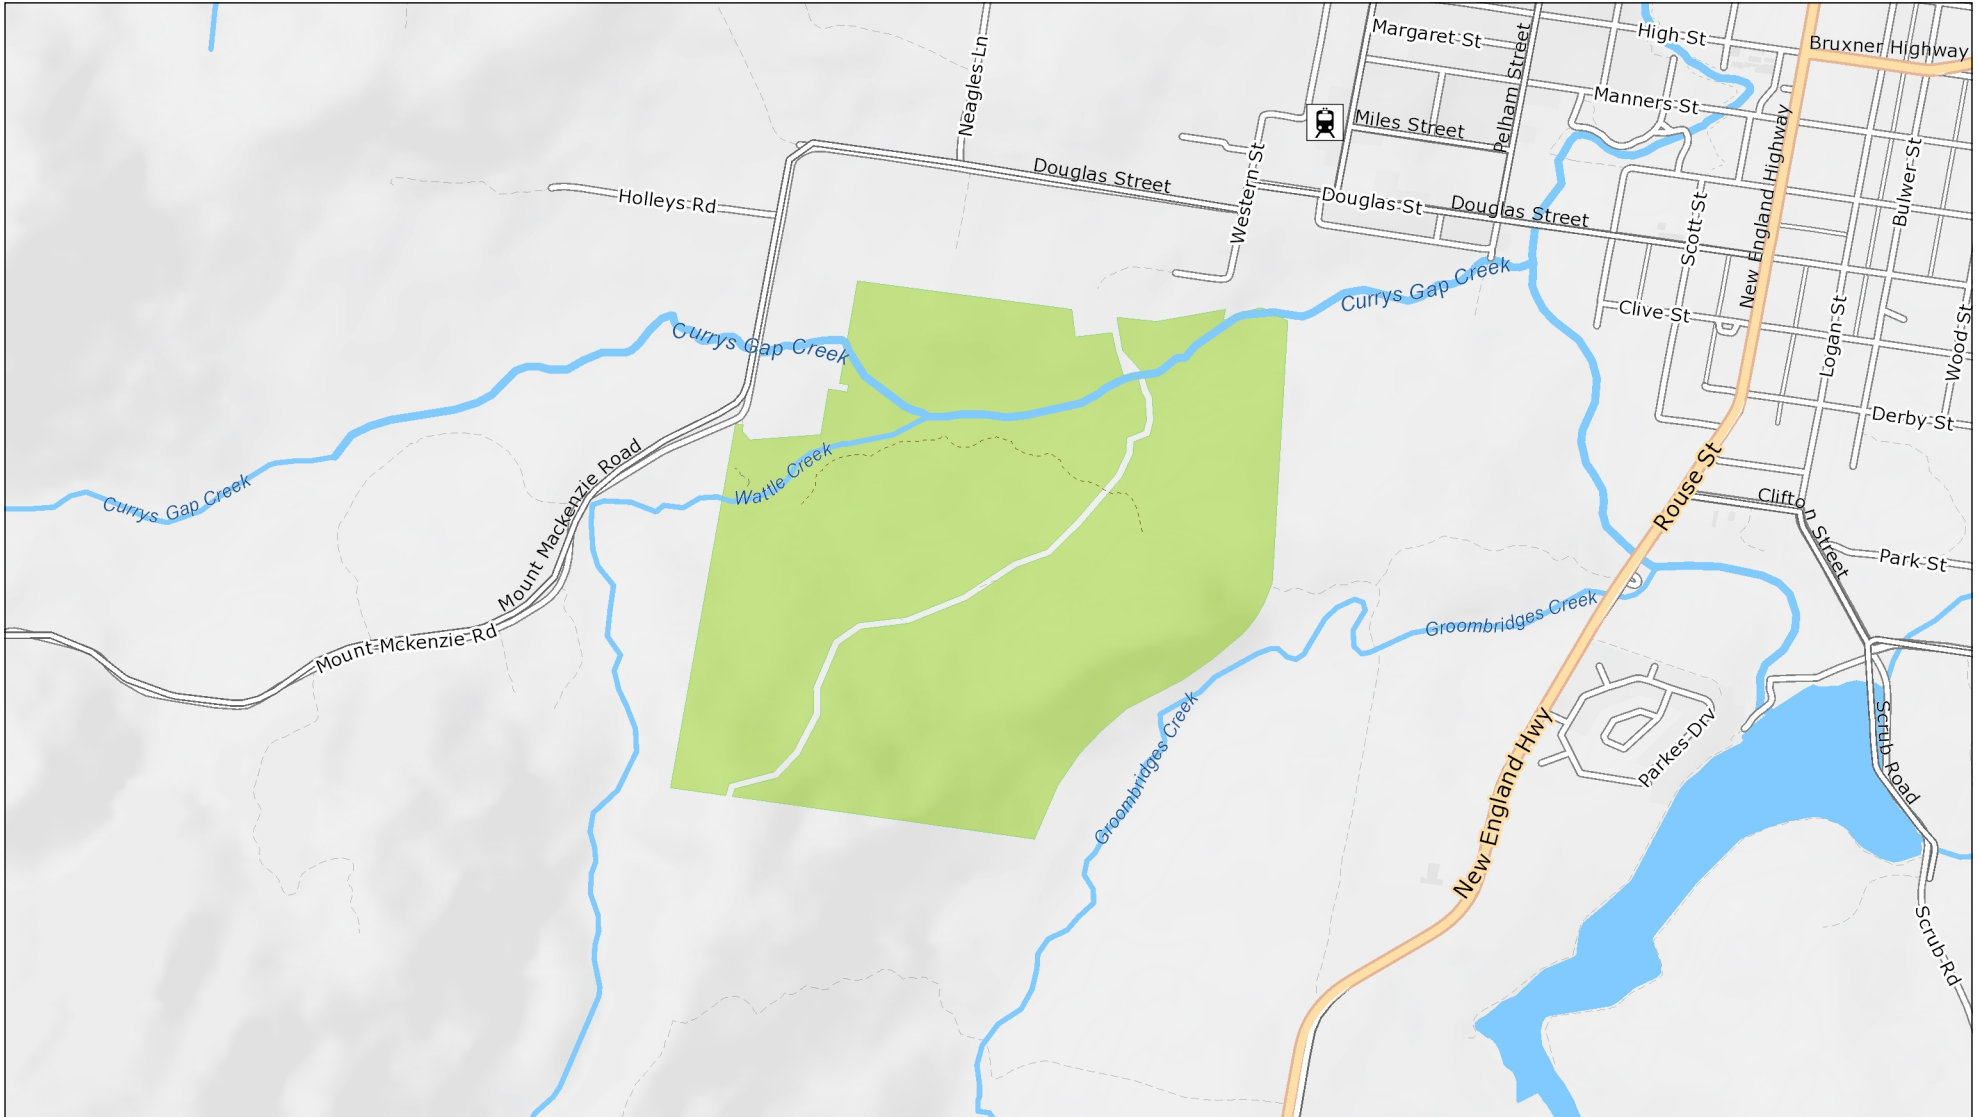 Margaret St
High St
Bruxner Highway
Neagles Ln
Pelham Street
Manners St
Miles Street
New England Highway
Bulwer St
Douglas Street
Western St
Holleys Rd
Douglas St
Douglas Street
Scott St
Currys Gap Creek
Clive St
Logan St
Wood St
Currys Gap Creek
Derby St
Mount Mackenzie Road
Wattle Creek
Currys Gap Creek
Rouse St
Clifton Street
Park St
Groombridges Creek
Mount Mckenzie Rd
Groombridges Creek
New England Hwy
Parkes Drv
Scrub Road
Scrub Rd